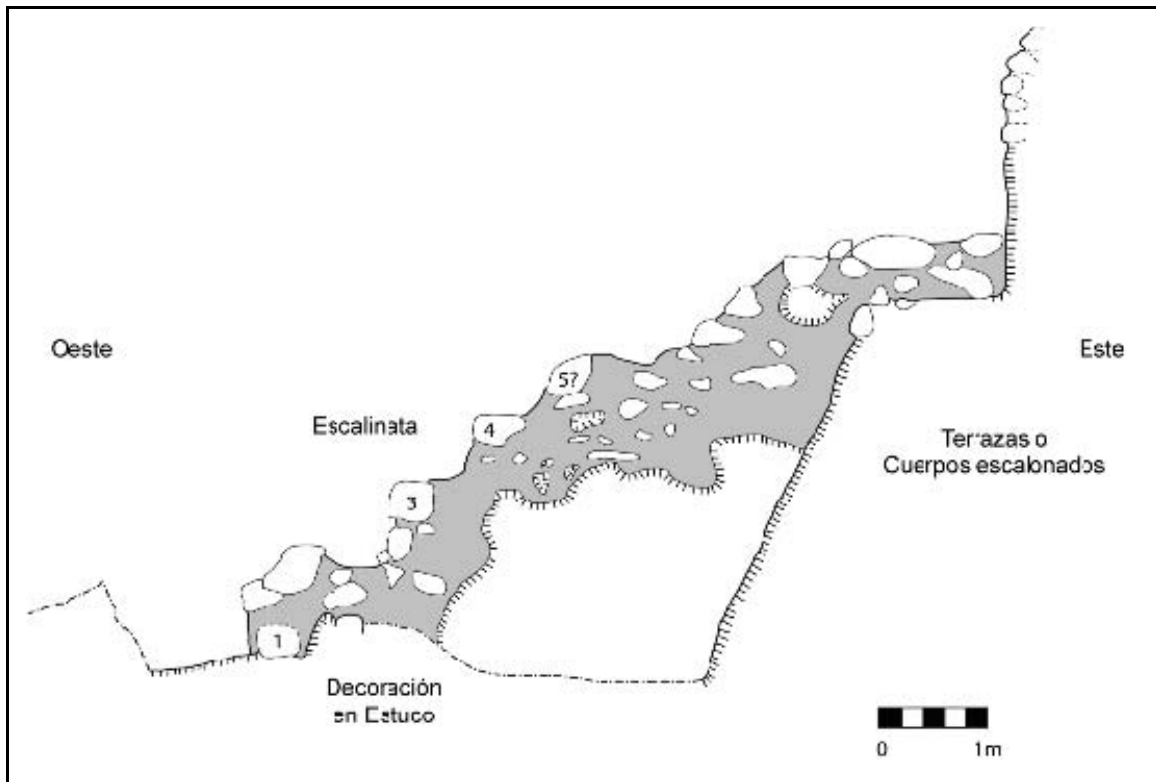 Oeste
Este
5?
Escalinata
4
Terrazas o
Cuerpos escalonados
3
1
Decoración
en Estuco
0 1m